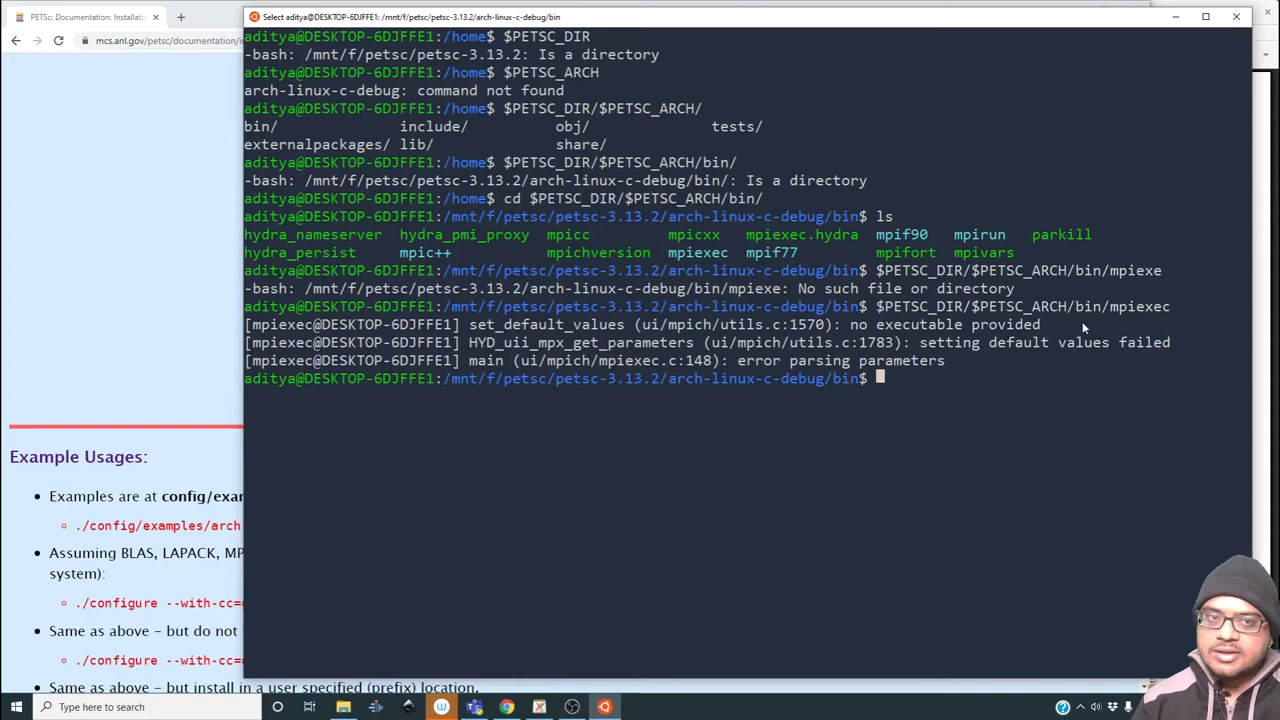 PETSc: Documentation: Installatio
Select aditya@DESKTOP-6DJFFE1: /mnt/f/petsc/petsc-3.13.2/arch-linux-c-debug/bin
mcs.anl.gov/petsc/documentation/i
aditya@DESKTOP-6DJFFE1:/home$ $PETSC_DIR
-bash: /mnt/f/petsc/petsc-3.13.2: Is a directory
aditya@DESKTOP-6DJFFE1:/home$ $PETSC_ARCH
arch-linux-c-debug: command not found
aditya@DESKTOP-6DJFFE1:/home$ $PETSC_DIR/$PETSC_ARCH/
bin/ include/ obj/ tests/
externalpackages/ lib/ share/
aditya@DESKTOP-6DJFFE1:/home$ $PETSC_DIR/$PETSC_ARCH/bin/
-bash: /mnt/f/petsc/petsc-3.13.2/arch-linux-c-debug/bin/: Is a directory
aditya@DESKTOP-6DJFFE1:/home$ cd $PETSC_DIR/$PETSC_ARCH/bin/
aditya@DESKTOP-6DJFFE1:/mnt/f/petsc/petsc-3.13.2/arch-linux-c-debug/bin$ ls
hydra_nameserver hydra_pmi_proxy mpicc mpicxx mpiexec.hydra mpif90 mpirun parkill
hydra_persist mpic++ mpichversion mpiexec mpif77 mpifort mpivars
aditya@DESKTOP-6DJFFE1:/mnt/f/petsc/petsc-3.13.2/arch-linux-c-debug/bin$ $PETSC_DIR/$PETSC_ARCH/bin/mpiexe
-bash: /mnt/f/petsc/petsc-3.13.2/arch-linux-c-debug/bin/mpiexe: No such file or directory
aditya@DESKTOP-6DJFFE1:/mnt/f/petsc/petsc-3.13.2/arch-linux-c-debug/bin$ $PETSC_DIR/$PETSC_ARCH/bin/mpiexec
[mpiexec@DESKTOP-6DJFFE1] set_default_values (ui/mpich/utils.c:1570): no executable provided
[mpiexec@DESKTOP-6DJFFE1] HYD_uii_mpx_get_parameters (ui/mpich/utils.c:1783): setting default values failed
[mpiexec@DESKTOP-6DJFFE1] main (ui/mpich/mpiexec.c:148): error parsing parameters
aditya@DESKTOP-6DJFFE1:/mnt/f/petsc/petsc-3.13.2/arch-linux-c-debug/bin$
Example Usages:
Examples are at config/exa
./config/examples/arch
Assuming BLAS, LAPACK, MP
system):
./configure --with-cc=
Same as above – but do not
./configure --with-cc=
Same as above – but install in a user specified (prefix) location.
Type here to search